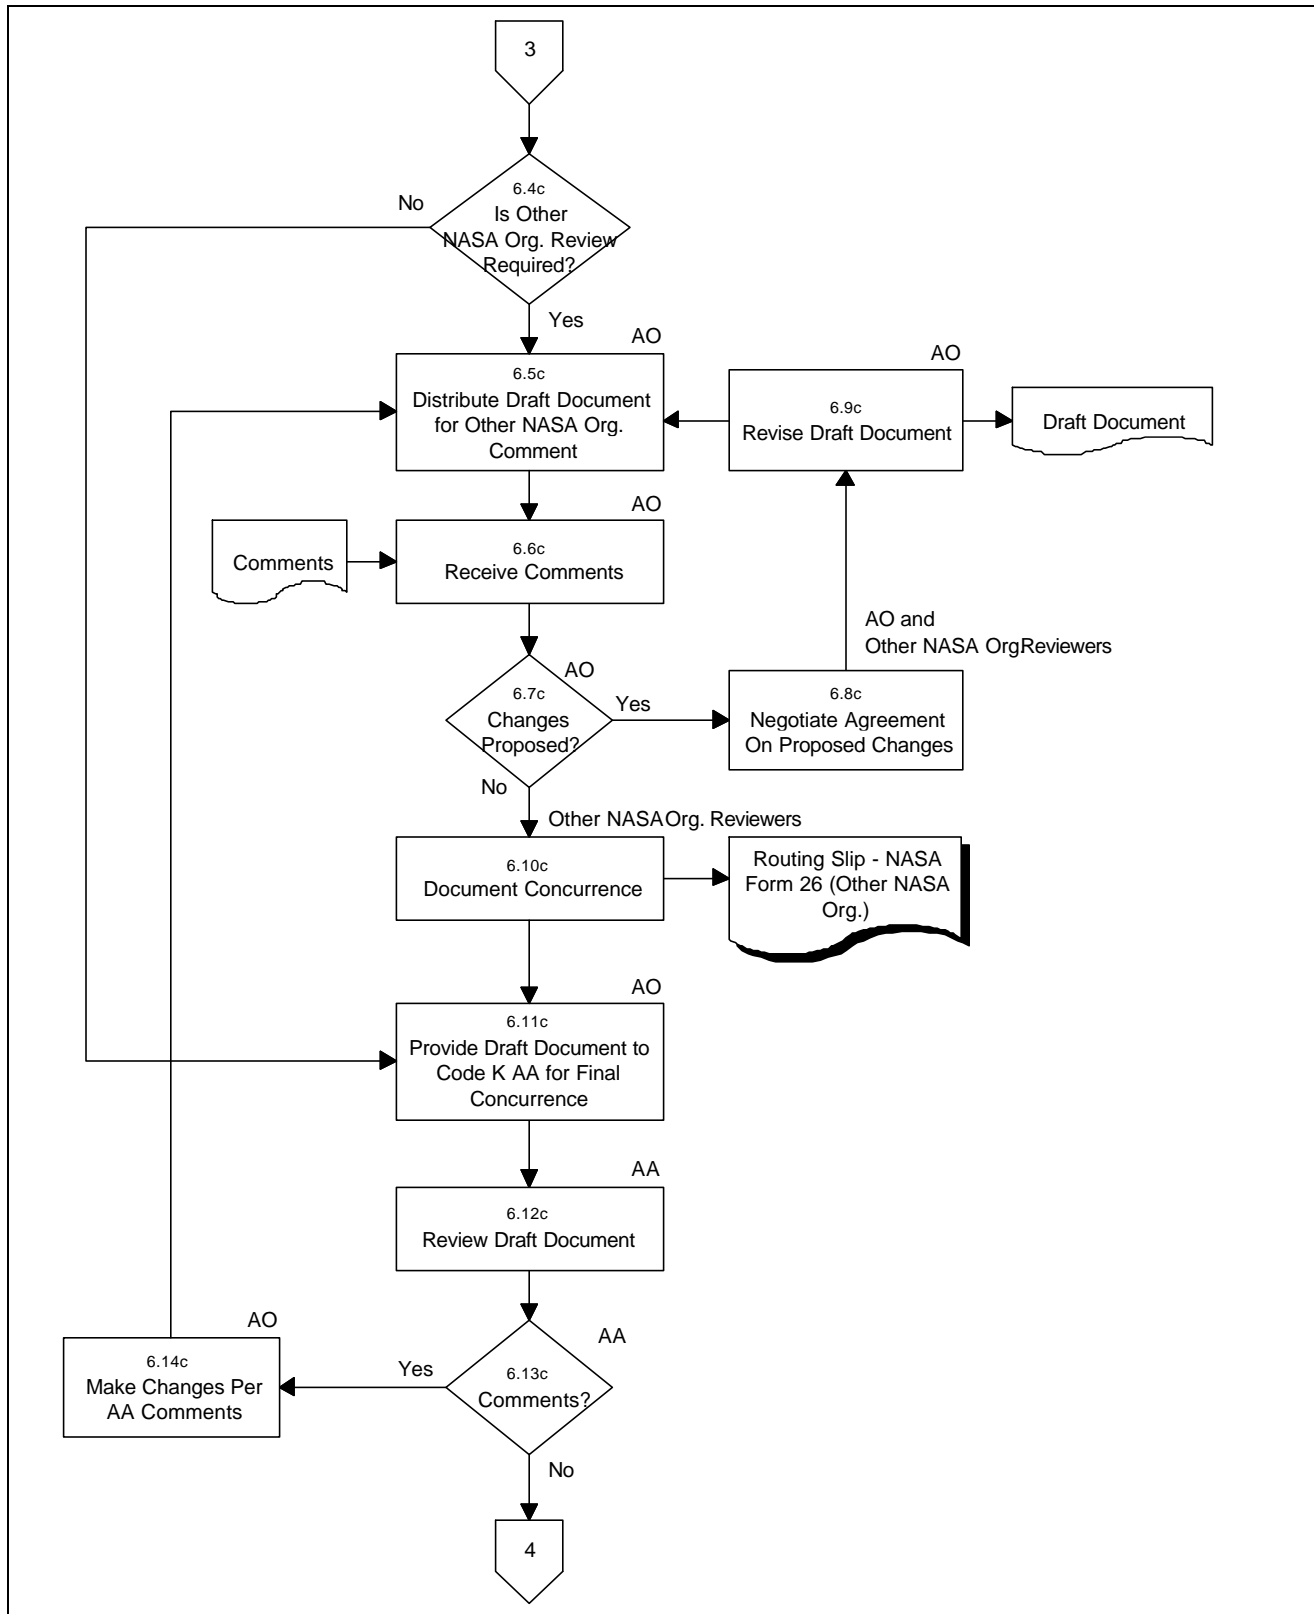 3
6.4c
Is Other
NASA Org. Review
Required?
No
Yes
AO
6.5c
Distribute Draft Document
for Other NASA Org.
Comment
AO
6.9c
Revise Draft Document
Draft Document
AO
Comments
6.6c
Receive Comments
AO and
Other NASA Org.Reviewers
AO
6.7c
Changes
Proposed?
Yes
6.8c
Negotiate Agreement
On Proposed Changes
No
Other NASA Org. Reviewers
6.10c
Document Concurrence
Routing Slip - NASA
Form 26 (Other NASA
Org.)
AO
6.11c
Provide Draft Document to
Code K AA for Final
Concurrence
AA
6.12c
Review Draft Document
AO
6.14c
Make Changes Per
AA Comments
Yes
AA
6.13c
Comments?
No
4